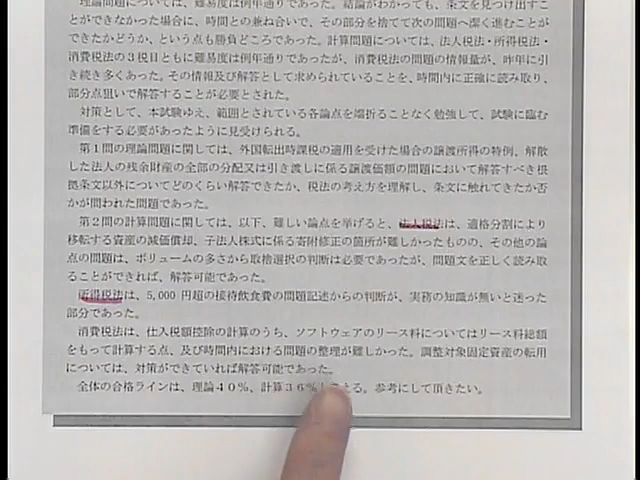 理論問題については、難易度は例年通りであった。結論がわかっても、条文を見つけ出すこ
とができなかった場合に、時間との兼ね合いで、その部分を捨てて次の問題へ潔く進むことが
できたかどうか、という点も勝負どころであった。計算問題については、法人税法・所得税法・
消費税法の３税目ともに難易度は例年通りであったが、消費税法の問題の情報量が、昨年に引
き続き多くあった。その情報及び解答として求められていることを、時間内に正確に読み取り、
部分点狙いで解答することが必要とされた。
対策として、本試験ゆえ、範囲とされている各論点を端折ることなく勉強して、試験に臨む
準備をする必要があったように見受けられる。
第１問の理論問題に関しては、外国転出時課税の適用を受けた場合の譲渡所得の特例、解散
した法人の残余財産の全部の分配又は引き渡しに係る譲渡価額の問題において解答すべき根
拠条文以外についてどのくらい解答できたか、税法の考え方を理解し、条文に触れてきたか否
かが問われた問題であった。
第２問の計算問題に関しては、以下、難しい論点を挙げると、法人税法は、適格分割により
移転する資産の減価償却、子法人株式に係る寄附修正の箇所が難しかったものの、その他の論
点の問題は、ボリュームの多さから取捨選択の判断は必要であったが、問題文を正しく読み取
ることができれば、解答可能であった。
所得税法は、5,000 円超の接待飲食費の問題記述からの判断が、実務の知識が無いと迷った
部分であった。
消費税法は、仕入税額控除の計算のうち、ソフトウェアのリース料についてはリース料総額
をもって計算する点、及び時間内における問題の整理が難しかった。調整対象固定資産の転用
については、対策ができていれば解答可能であった。
全体の合格ラインは、理論４０％、計算３６％える。参考にして頂きたい。